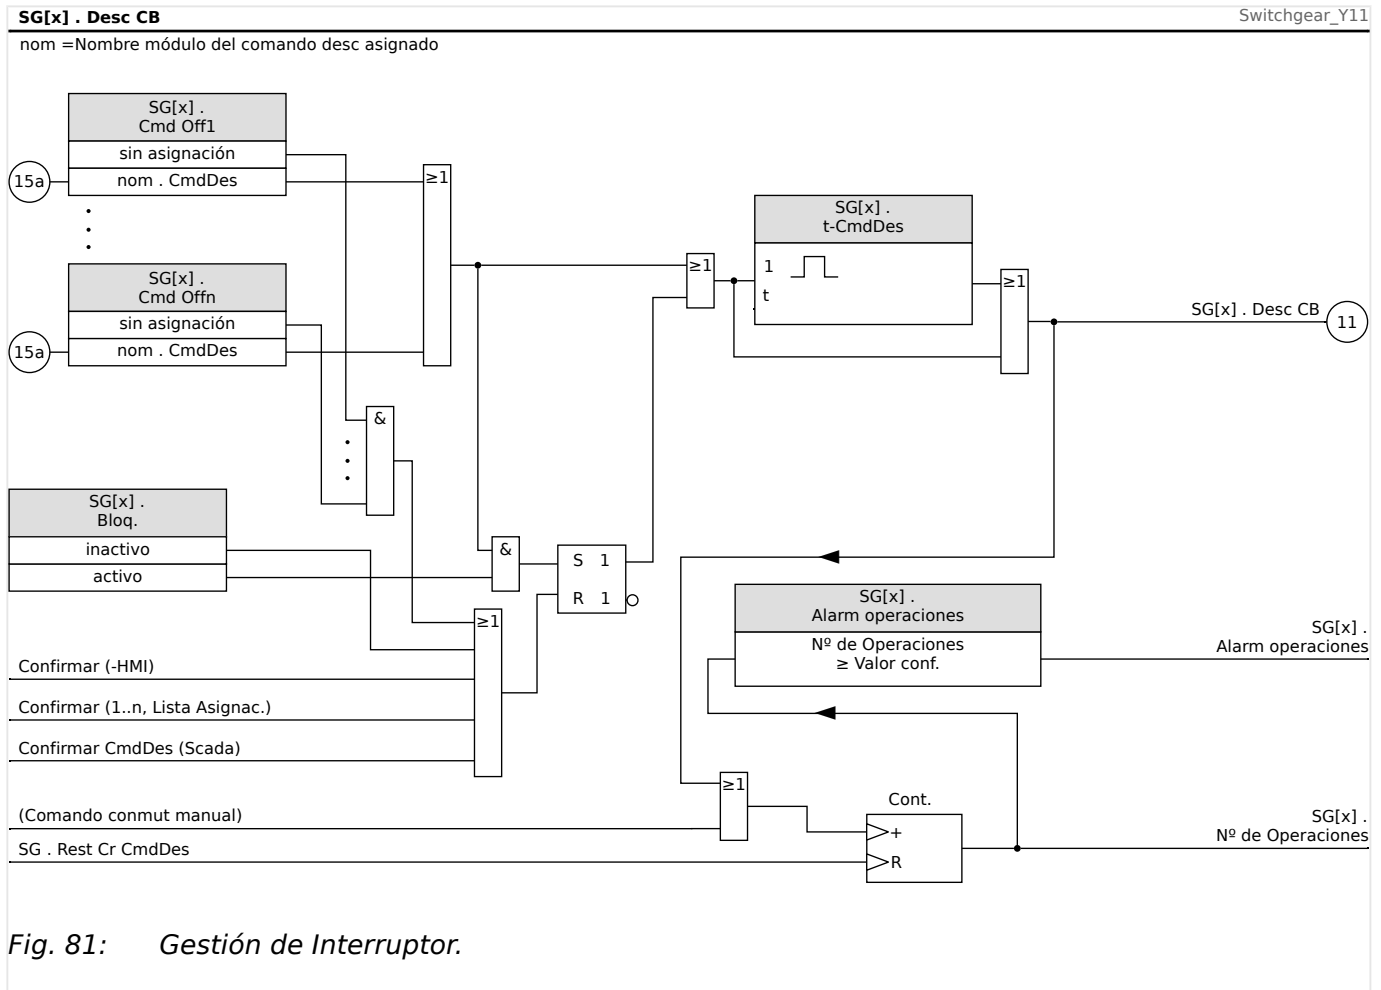 SG[x] . Desc CB
Switchgear_Y11
nom =Nombre módulo del comando desc asignado
SG[x] .
Cmd Off1
sin asignación
15a
nom . CmdDes
≥1
SG[x] .
t-CmdDes
1
t
SG[x] .
Cmd Offn
sin asignación
15a
nom . CmdDes
≥1
≥1
SG[x] . Desc CB
11
&
SG[x] .
Bloq.
inactivo
activo
&
S 1
R 1
≥1
Confirmar (-HMI)
Confirmar (1..n, Lista Asignac.)
Confirmar CmdDes (Scada)
SG[x] .
Alarm operaciones
Nº de Operaciones
≥ Valor conf.
SG[x] .
Alarm operaciones
≥1
(Comando conmut manual)
SG . Rest Cr CmdDes
Cont.
+
R
SG[x] .
Nº de Operaciones
Fig. 81: Gestión de Interruptor.